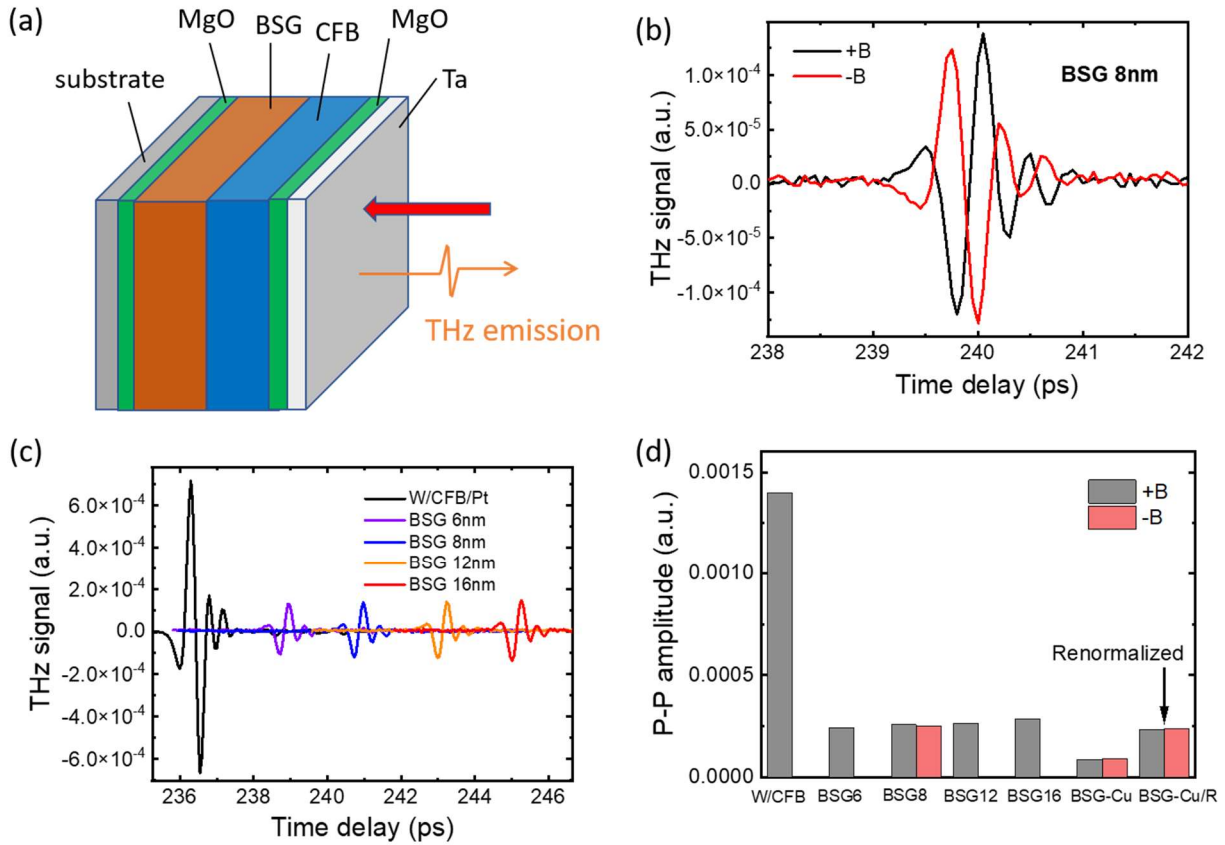 (a)
MgO
BSG
CFB
MgO
substrate
Ta
THz emission
(b)
+B
-B
BSG 8nm
1.0×10⁻⁴
5.0×10⁻⁵
0.0
-5.0×10⁻⁵
-1.0×10⁻⁴
THz signal (a.u.)
238 239 240 241 242
Time delay (ps)
(c)
W/CFB/Pt
BSG 6nm
BSG 8nm
BSG 12nm
BSG 16nm
6.0×10⁻⁴
4.0×10⁻⁴
2.0×10⁻⁴
0.0
-2.0×10⁻⁴
-4.0×10⁻⁴
-6.0×10⁻⁴
THz signal (a.u.)
236 238 240 242 244 246
Time delay (ps)
(d)
+B
-B
Renormalized
0.0015
0.0010
0.0005
0.0000
P-P amplitude (a.u.)
W/CFB BSG6 BSG8 BSG12 BSG16 BSG-Cu BSG-Cu/R